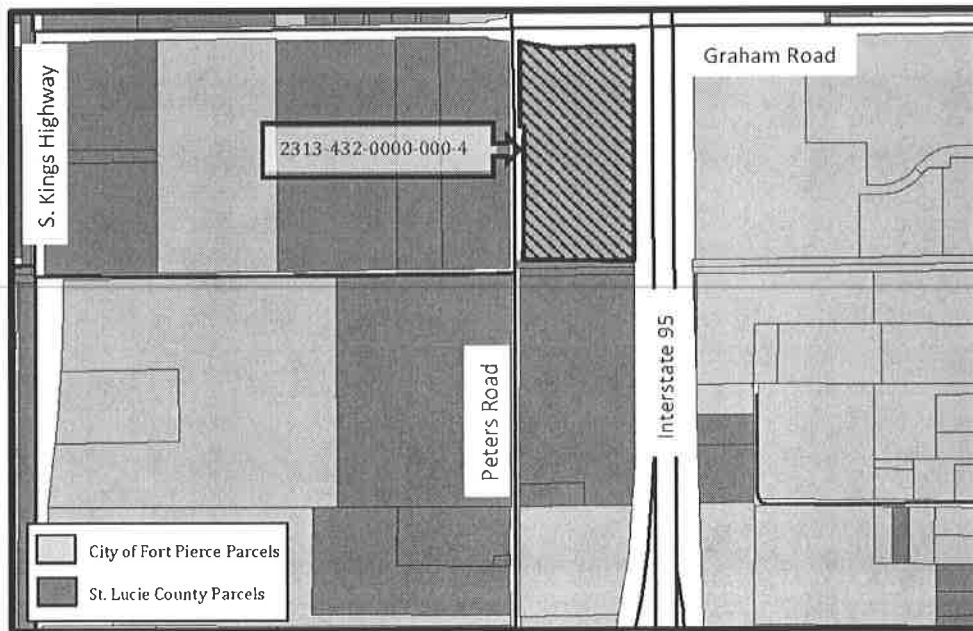 S. Kings Highway
Graham Road
2313-432-0000-000-4
Peters Road
Interstate 95
City of Fort Pierce Parcels
St. Lucie County Parcels